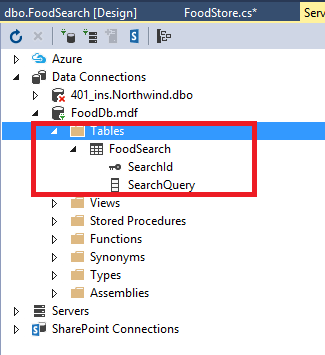 dbo.FoodSearch [Design] FoodStore.cs* Serv
Azure
Data Connections
401_ins.Northwind.dbo
FoodDb.mdf
Tables
FoodSearch
SearchId
SearchQuery
Views
Stored Procedures
Functions
Synonyms
Types
Assemblies
Servers
SharePoint Connections